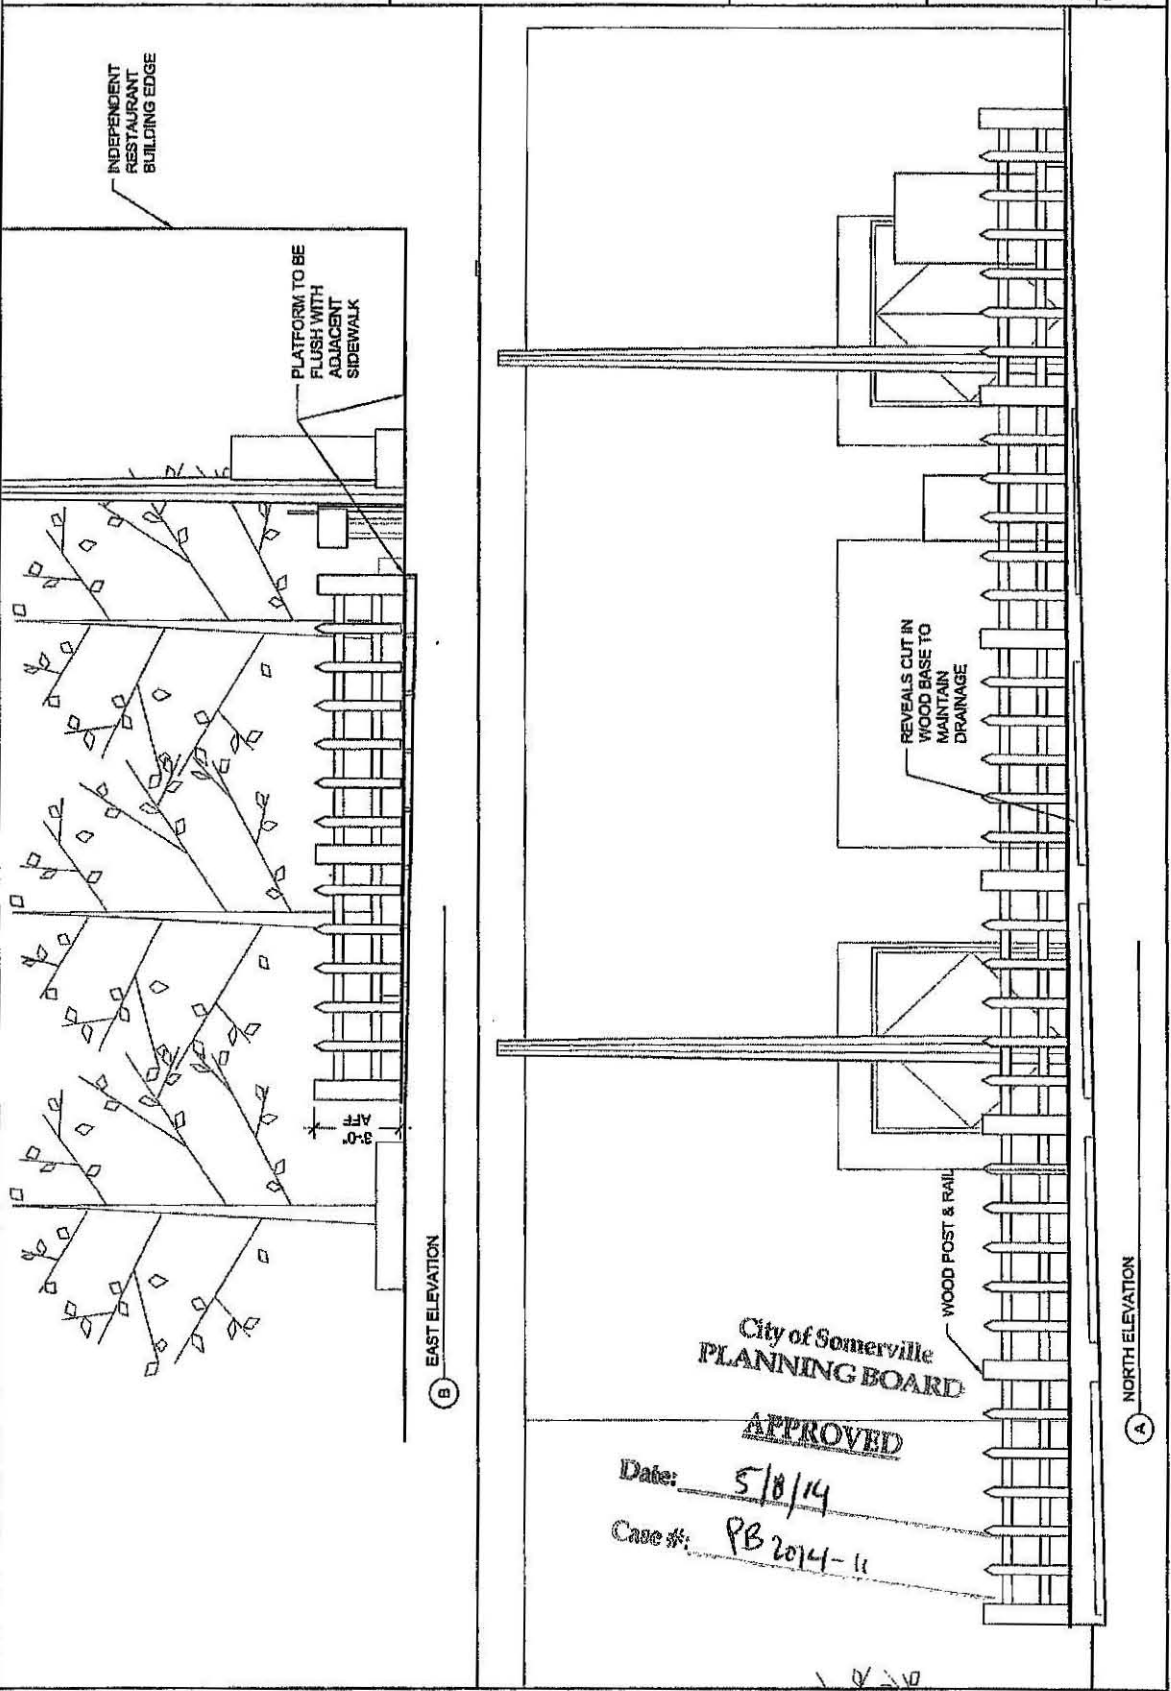 INDEPENDENT
RESTAURANT
BUILDING EDGE
PLATFORM TO BE
FLUSH WITH
ADJACENT
SIDEWALK
3'-0"
AFF
B
EAST ELEVATION
REVEALS CUT IN
WOOD BASE TO
MAINTAIN
DRAINAGE
WOOD POST & RAIL
City of Somerville
PLANNING BOARD
APPROVED
Date: 5/8/14
Case #: PB 2014-11
A
NORTH ELEVATION